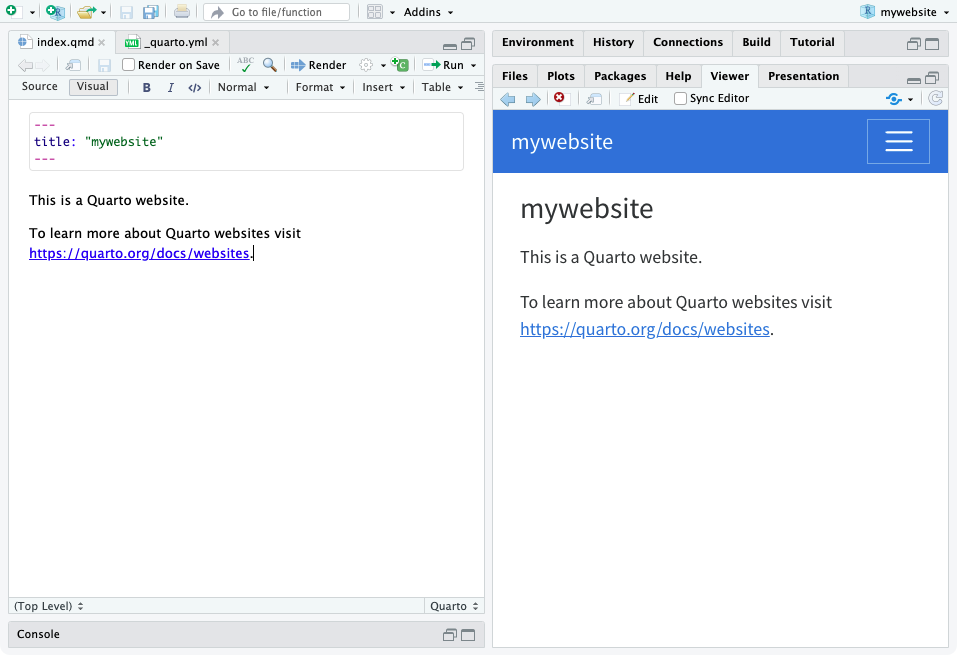 Go to file/function
Addins
mywebsite
index.qmd
_quarto.yml
Render on Save
ABC
Render
Run
Source
Visual
B
I
</>
Normal
Format
Insert
Table
---
title: "mywebsite"
---
This is a Quarto website.
To learn more about Quarto websites visit
https://quarto.org/docs/websites.
(Top Level)
Quarto
Console
Environment
History
Connections
Build
Tutorial
Files
Plots
Packages
Help
Viewer
Presentation
Edit
Sync Editor
mywebsite
mywebsite
This is a Quarto website.
To learn more about Quarto websites visit
https://quarto.org/docs/websites.